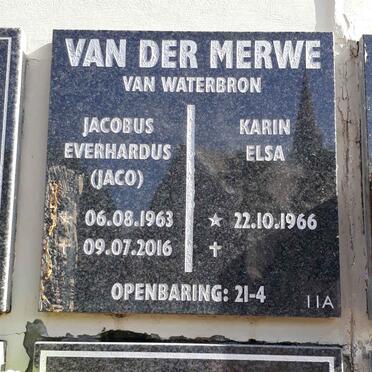 VAN DER MERWE
VAN WATERBRON
JACOBUS
EVERHARDUS
(JACO)
★ 06.08.1963
✝ 09.07.2016
KARIN
ELSA
★ 22.10.1966
✝
OPENBARING: 21-4
11A